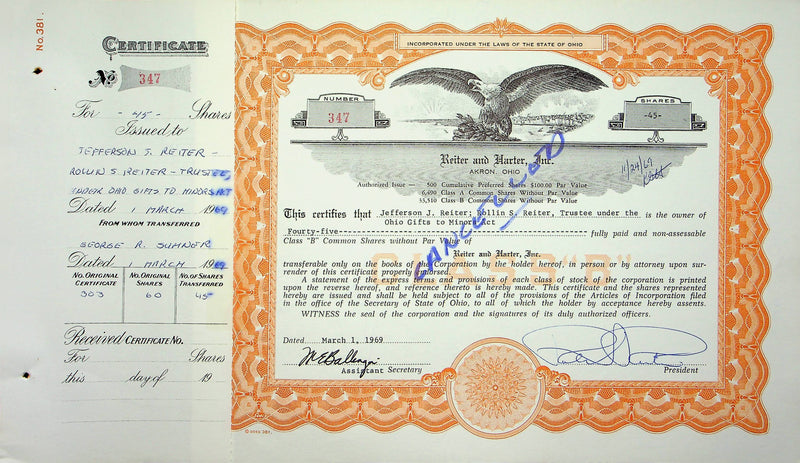 No. 381.
CERTIFICATE
No 347
For -45- Shares
Issued to
JEFFERSON J. REITER -
ROLLIN S REITER - TRUSTEE,
UNDER OHIO GIFTS TO MINORS ACT
Dated 1 MARCH 1969
FROM WHOM TRANSFERRED
GEORGE R. SUMNER
Dated 1 MARCH 1969
NO. ORIGINAL CERTIFICATE NO. ORIGINAL SHARES NO. OF SHARES TRANSFERRED
303 60 45
Received CERTIFICATE NO.
For Shares
this day of 19
INCORPORATED UNDER THE LAWS OF THE STATE OF OHIO
NUMBER
347
SHARES
-45-
Reiter and Harter, Inc.
AKRON, OHIO
11/24/69
Authorized Issue — 500 Cumulative Preferred Shares $100.00 Par Value
6,490 Class A Common Shares Without Par Value
33,510 Class B Common Shares Without Par Value
CANCELLED
This certifies that Jefferson J. Reiter; Rollin S. Reiter, Trustee under the is the owner of
Ohio Gifts to Minors Act
Fourty-five-------------------------------- fully paid and non-assessable
Class "B" Common Shares without Par Value of
Reiter and Harter, Inc.
CLASS "B"
transferable only on the books of the Corporation by the holder hereof, in person or by attorney upon sur-
render of this certificate properly endorsed.
A statement of the express terms and provisions of each class of stock of the corporation is printed
upon the reverse hereof, and reference thereto is hereby made. This certificate and the shares represented
hereby are issued and shall be held subject to all of the provisions of the Articles of Incorporation filed
in the office of the Secretary of State of Ohio, to all of which the holder by acceptance hereby assents.
WITNESS the seal of the corporation and the signatures of its duly authorized officers.
Dated March 1, 1969
Assistant Secretary
President